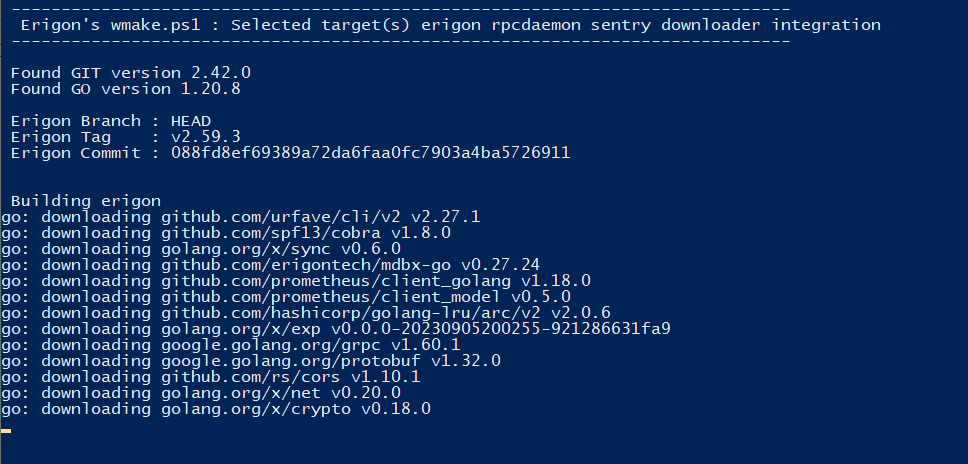 ------------------------------------------------------------------------------
Erigon's wmake.ps1 : Selected target(s) erigon rpcdaemon sentry downloader integration
------------------------------------------------------------------------------
Found GIT version 2.42.0
Found GO version 1.20.8
Erigon Branch : HEAD
Erigon Tag    : v2.59.3
Erigon Commit : 088fd8ef69389a72da6faa0fc7903a4ba5726911
Building erigon
go: downloading github.com/urfave/cli/v2 v2.27.1
go: downloading github.com/spf13/cobra v1.8.0
go: downloading golang.org/x/sync v0.6.0
go: downloading github.com/erigontech/mdbx-go v0.27.24
go: downloading github.com/prometheus/client_golang v1.18.0
go: downloading github.com/prometheus/client_model v0.5.0
go: downloading github.com/hashicorp/golang-lru/arc/v2 v2.0.6
go: downloading golang.org/x/exp v0.0.0-20230905200255-921286631fa9
go: downloading google.golang.org/grpc v1.60.1
go: downloading google.golang.org/protobuf v1.32.0
go: downloading github.com/rs/cors v1.10.1
go: downloading golang.org/x/net v0.20.0
go: downloading golang.org/x/crypto v0.18.0